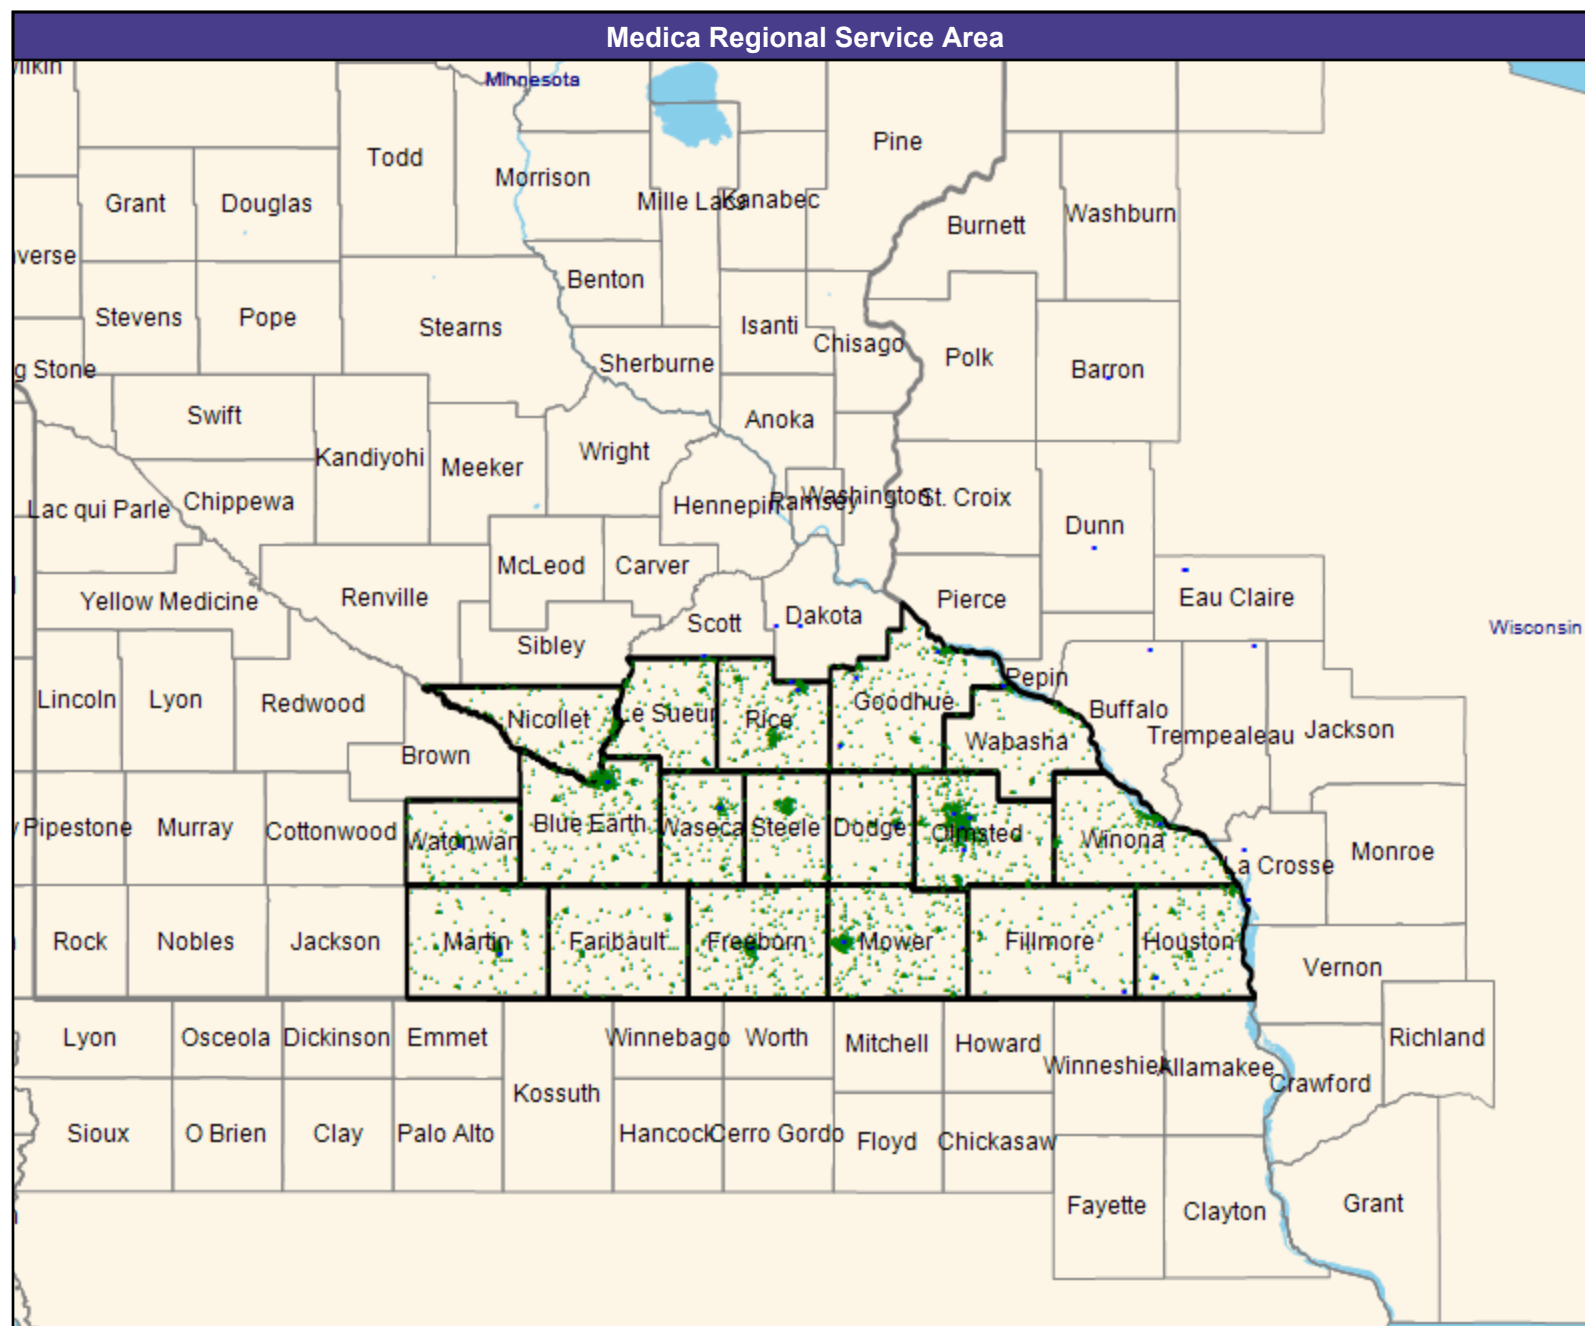 Medica Regional Service Area
Minnesota
Todd
Pine
Morrison
Grant
Douglas
Mille Lacs
Kanabec
Burnett
Washburn
Benton
Stevens
Pope
Stearns
Isanti
Chisago
Sherburne
Polk
Barron
g Stone
Swift
Anoka
Kandiyohi
Meeker
Wright
Lac qui Parle
Chippewa
Hennepin
Ramsey
Washington
St. Croix
Dunn
McLeod
Carver
Yellow Medicine
Renville
Pierce
Eau Claire
Scott
Dakota
Wisconsin
Sibley
Lincoln
Lyon
Redwood
Nicollet
Le Sueur
Rice
Goodhue
Pepin
Buffalo
Trempealeau
Jackson
Brown
Wabasha
Pipestone
Murray
Cottonwood
Watonwan
Blue Earth
Waseca
Steele
Dodge
Olmsted
Winona
La Crosse
Monroe
Rock
Nobles
Jackson
Martin
Faribault
Freeborn
Mower
Fillmore
Houston
Vernon
Lyon
Osceola
Dickinson
Emmet
Winnebago
Worth
Mitchell
Howard
Richland
Kossuth
Winneshiek
Allamakee
Crawford
Sioux
O Brien
Clay
Palo Alto
Hancock
Cerro Gordo
Floyd
Chickasaw
Fayette
Clayton
Grant